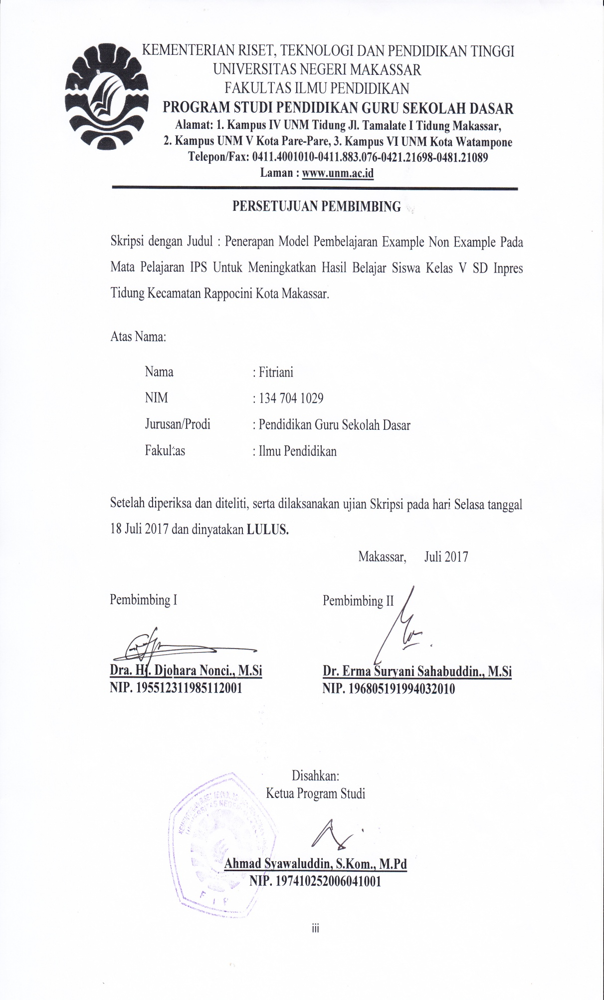 KEMENTERIAN RISET, TEKNOLOGI DAN PENDIDIKAN TINGGI
UNIVERSITAS NEGERI MAKASSAR
FAKULTAS ILMU PENDIDIKAN
PROGRAM STUDI PENDIDIKAN GURU SEKOLAH DASAR
Alamat: 1. Kampus IV UNM Tidung Jl. Tamalate I Tidung Makassar,
2. Kampus UNM V Kota Pare-Pare, 3. Kampus VI UNM Kota Watampone
Telepon/Fax: 0411.4001010-0411.883.076-0421.21698-0481.21089
Laman : www.unm.ac.id
PERSETUJUAN PEMBIMBING
Skripsi dengan Judul : Penerapan Model Pembelajaran Example Non Example Pada
Mata Pelajaran IPS Untuk Meningkatkan Hasil Belajar Siswa Kelas V SD Inpres
Tidung Kecamatan Rappocini Kota Makassar.
Atas Nama:
Nama : Fitriani
NIM : 134 704 1029
Jurusan/Prodi : Pendidikan Guru Sekolah Dasar
Fakultas : Ilmu Pendidikan
Setelah diperiksa dan diteliti, serta dilaksanakan ujian Skripsi pada hari Selasa tanggal
18 Juli 2017 dan dinyatakan LULUS.
Makassar, Juli 2017
Pembimbing I Pembimbing II
Dra. Hj. Djohara Nonci., M.Si Dr. Erma Suryani Sahabuddin., M.Si
NIP. 195512311985112001 NIP. 196805191994032010
Disahkan:
Ketua Program Studi
Ahmad Syawaluddin, S.Kom., M.Pd
NIP. 197410252006041001
F I P
iii